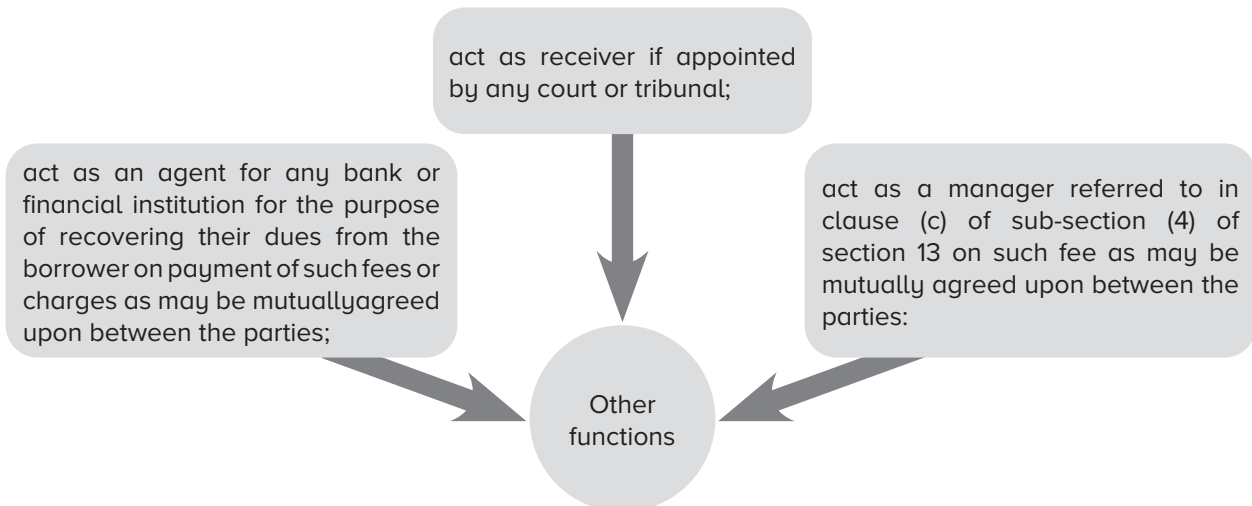 act as receiver if appointed
by any court or tribunal;
act as an agent for any bank or
financial institution for the purpose
of recovering their dues from the
borrower on payment of such fees or
charges as may be mutuallyagreed
upon between the parties;
act as a manager referred to in
clause (c) of sub-section (4) of
section 13 on such fee as may be
mutually agreed upon between the
parties:
Other
functions